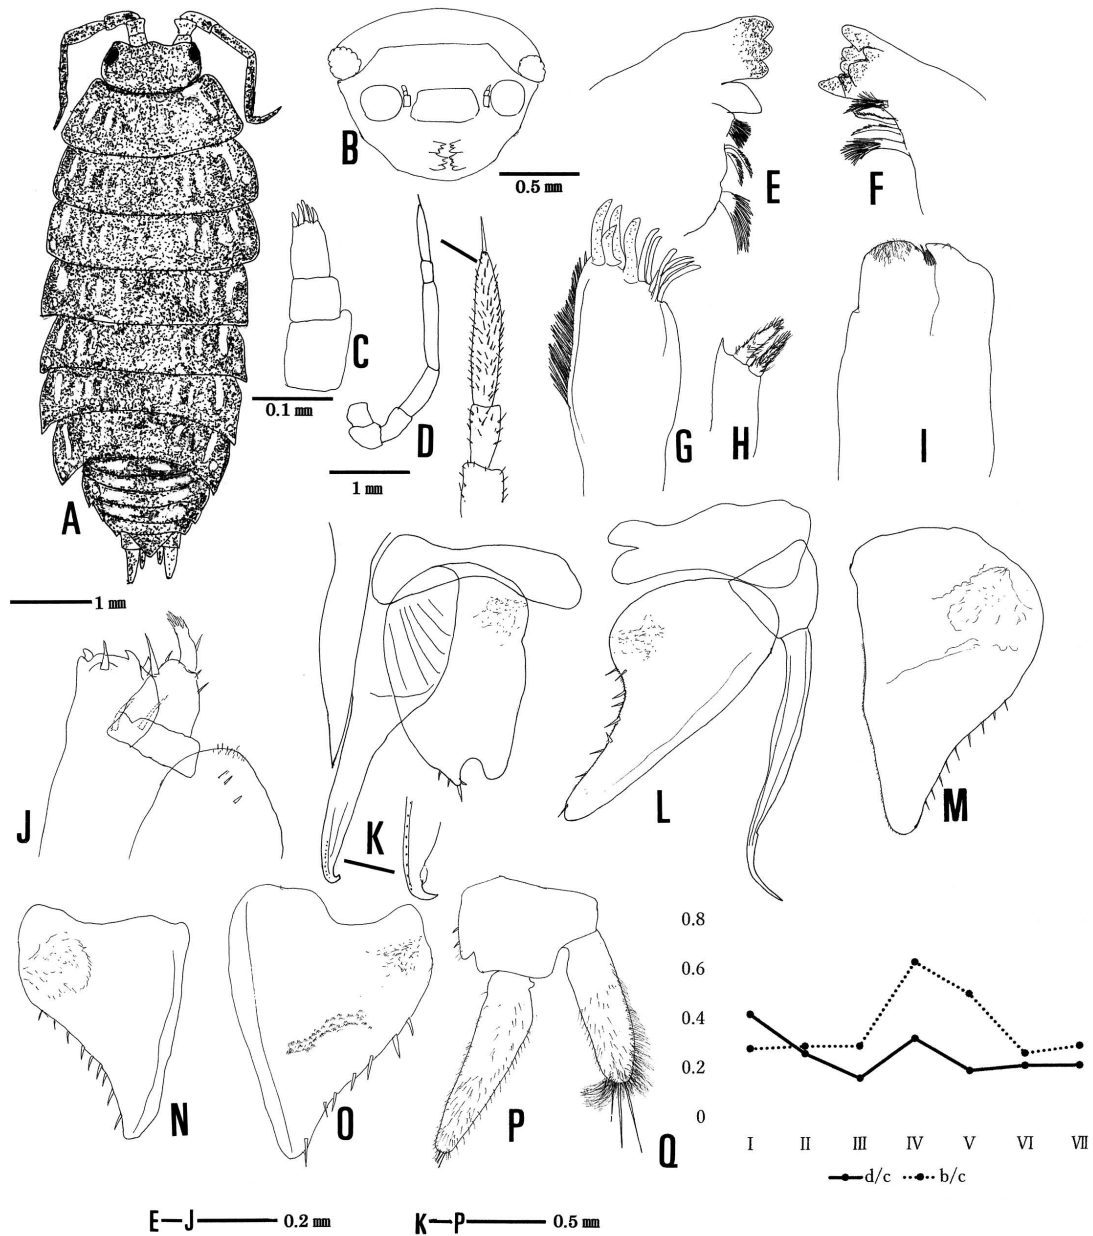 A
1 mm
B
0.5 mm
C
0.1 mm
D
1 mm
E
F
G
H
I
J
K
L
M
N
O
P
Q
0.8
0.6
0.4
0.2
0
I II III IV V VI VII
d/c b/c
E—J 0.2 mm
K—P 0.5 mm